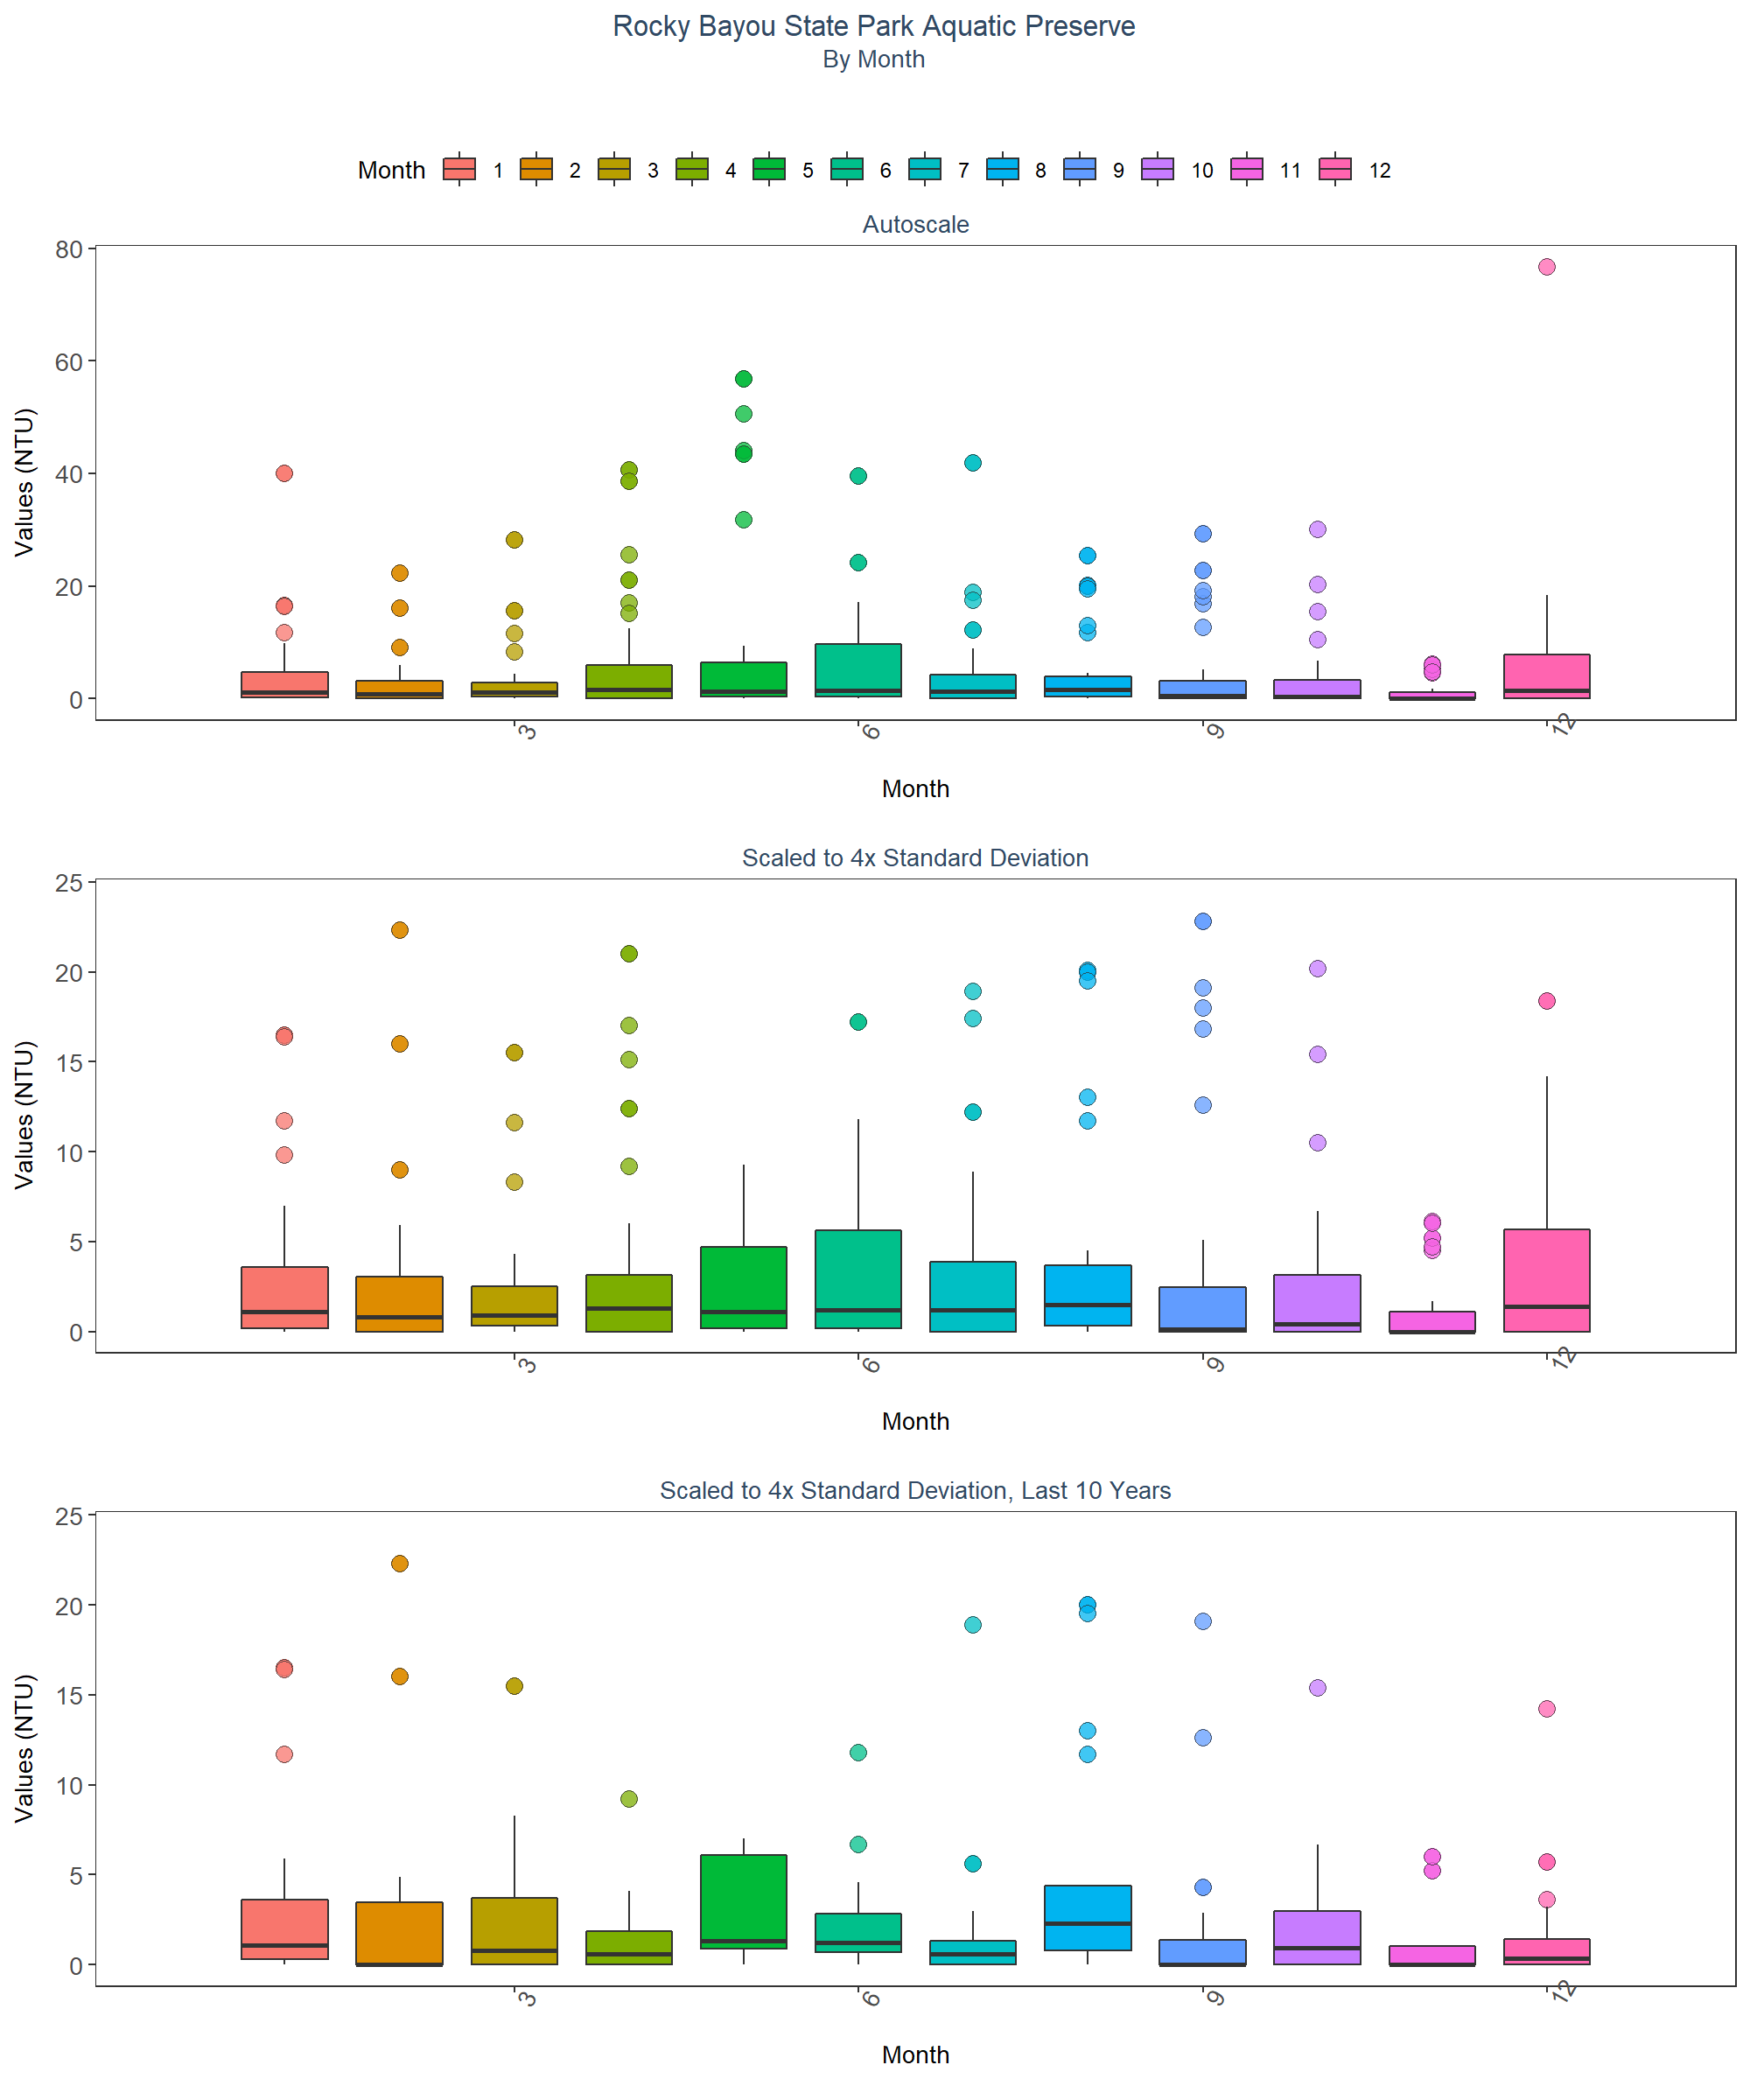 Rocky Bayou State Park Aquatic Preserve
By Month
Month 1 2 3 4 5 6 7 8 9 10 11 12
Autoscale
Values (NTU)
80
60
40
20
0
3 6 9 12
Month
Scaled to 4x Standard Deviation
Values (NTU)
25
20
15
10
5
0
3 6 9 12
Month
Scaled to 4x Standard Deviation, Last 10 Years
Values (NTU)
25
20
15
10
5
0
3 6 9 12
Month